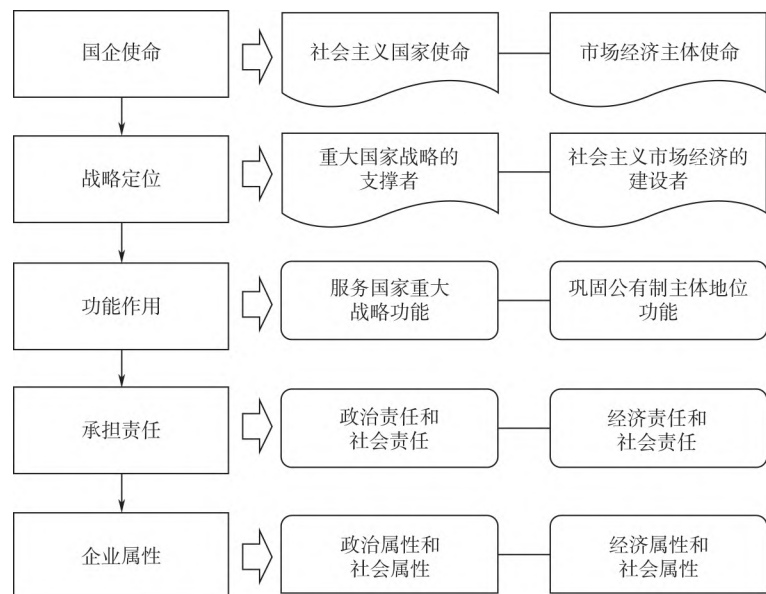 国企使命
社会主义国家使命
市场经济主体使命
战略定位
重大国家战略的
支撑者
社会主义市场经济的
建设者
功能作用
服务国家重大
战略功能
巩固公有制主体地位
功能
承担责任
政治责任和
社会责任
经济责任和
社会责任
企业属性
政治属性和
社会属性
经济属性和
社会属性